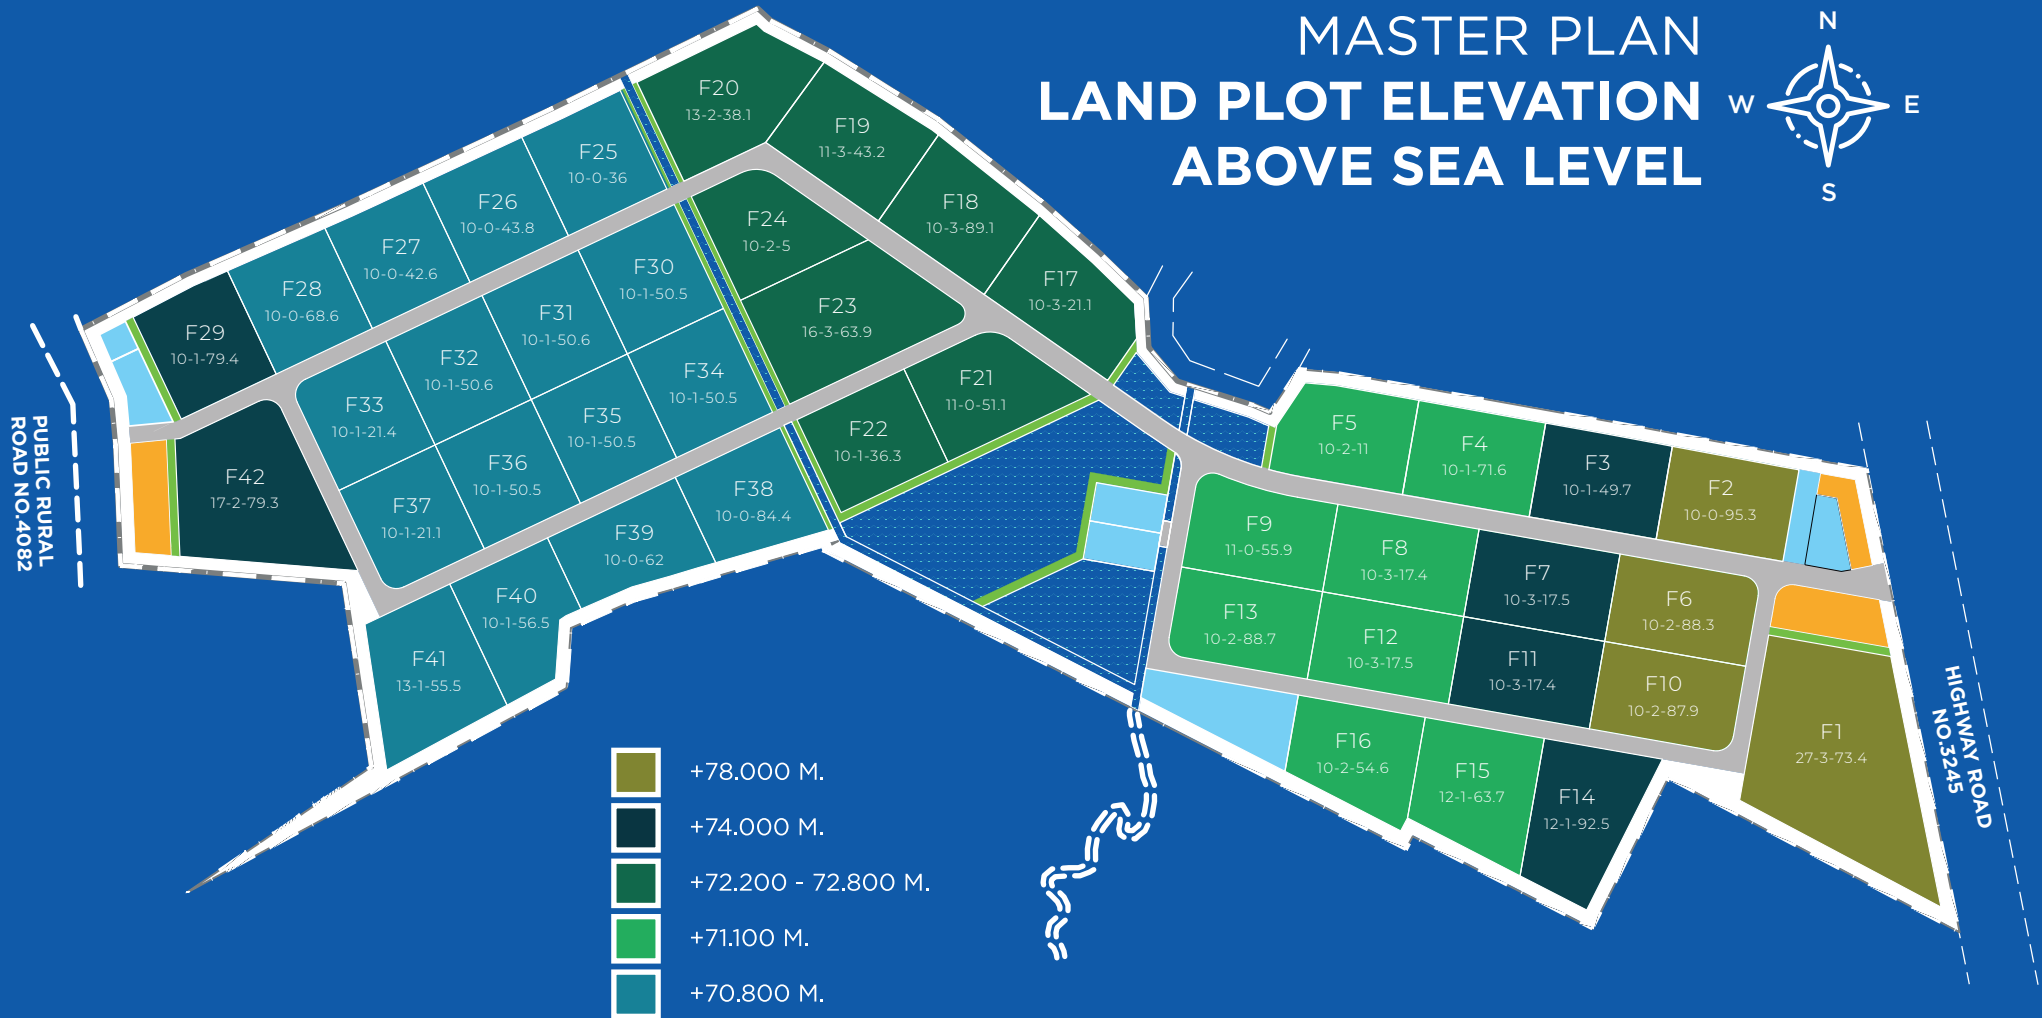 MASTER PLAN
LAND PLOT ELEVATION
ABOVE SEA LEVEL
N
W
E
S
F20
13-2-38.1
F19
11-3-43.2
F25
10-0-36
F26
10-0-43.8
F18
10-3-89.1
F24
10-2-5
F27
10-0-42.6
F30
10-1-50.5
F17
10-3-21.1
F28
10-0-68.6
F31
10-1-50.6
F23
16-3-63.9
F29
10-1-79.4
F32
10-1-50.6
F34
10-1-50.5
F21
11-0-51.1
F33
10-1-21.4
F35
10-1-50.5
F22
10-1-36.3
F5
10-2-11
F4
10-1-71.6
F3
10-1-49.7
F2
10-0-95.3
F42
17-2-79.3
F36
10-1-50.5
F38
10-0-84.4
F37
10-1-21.1
F39
10-0-62
F9
11-0-55.9
F8
10-3-17.4
F7
10-3-17.5
F6
10-2-88.3
F40
10-1-56.5
F13
10-2-88.7
F12
10-3-17.5
F11
10-3-17.4
F10
10-2-87.9
F41
13-1-55.5
F1
27-3-73.4
F16
10-2-54.6
F15
12-1-63.7
F14
12-1-92.5
PUBLIC RURAL
ROAD NO.4082
HIGHWAY ROAD
NO.3245
+78.000 M.
+74.000 M.
+72.200 - 72.800 M.
+71.100 M.
+70.800 M.